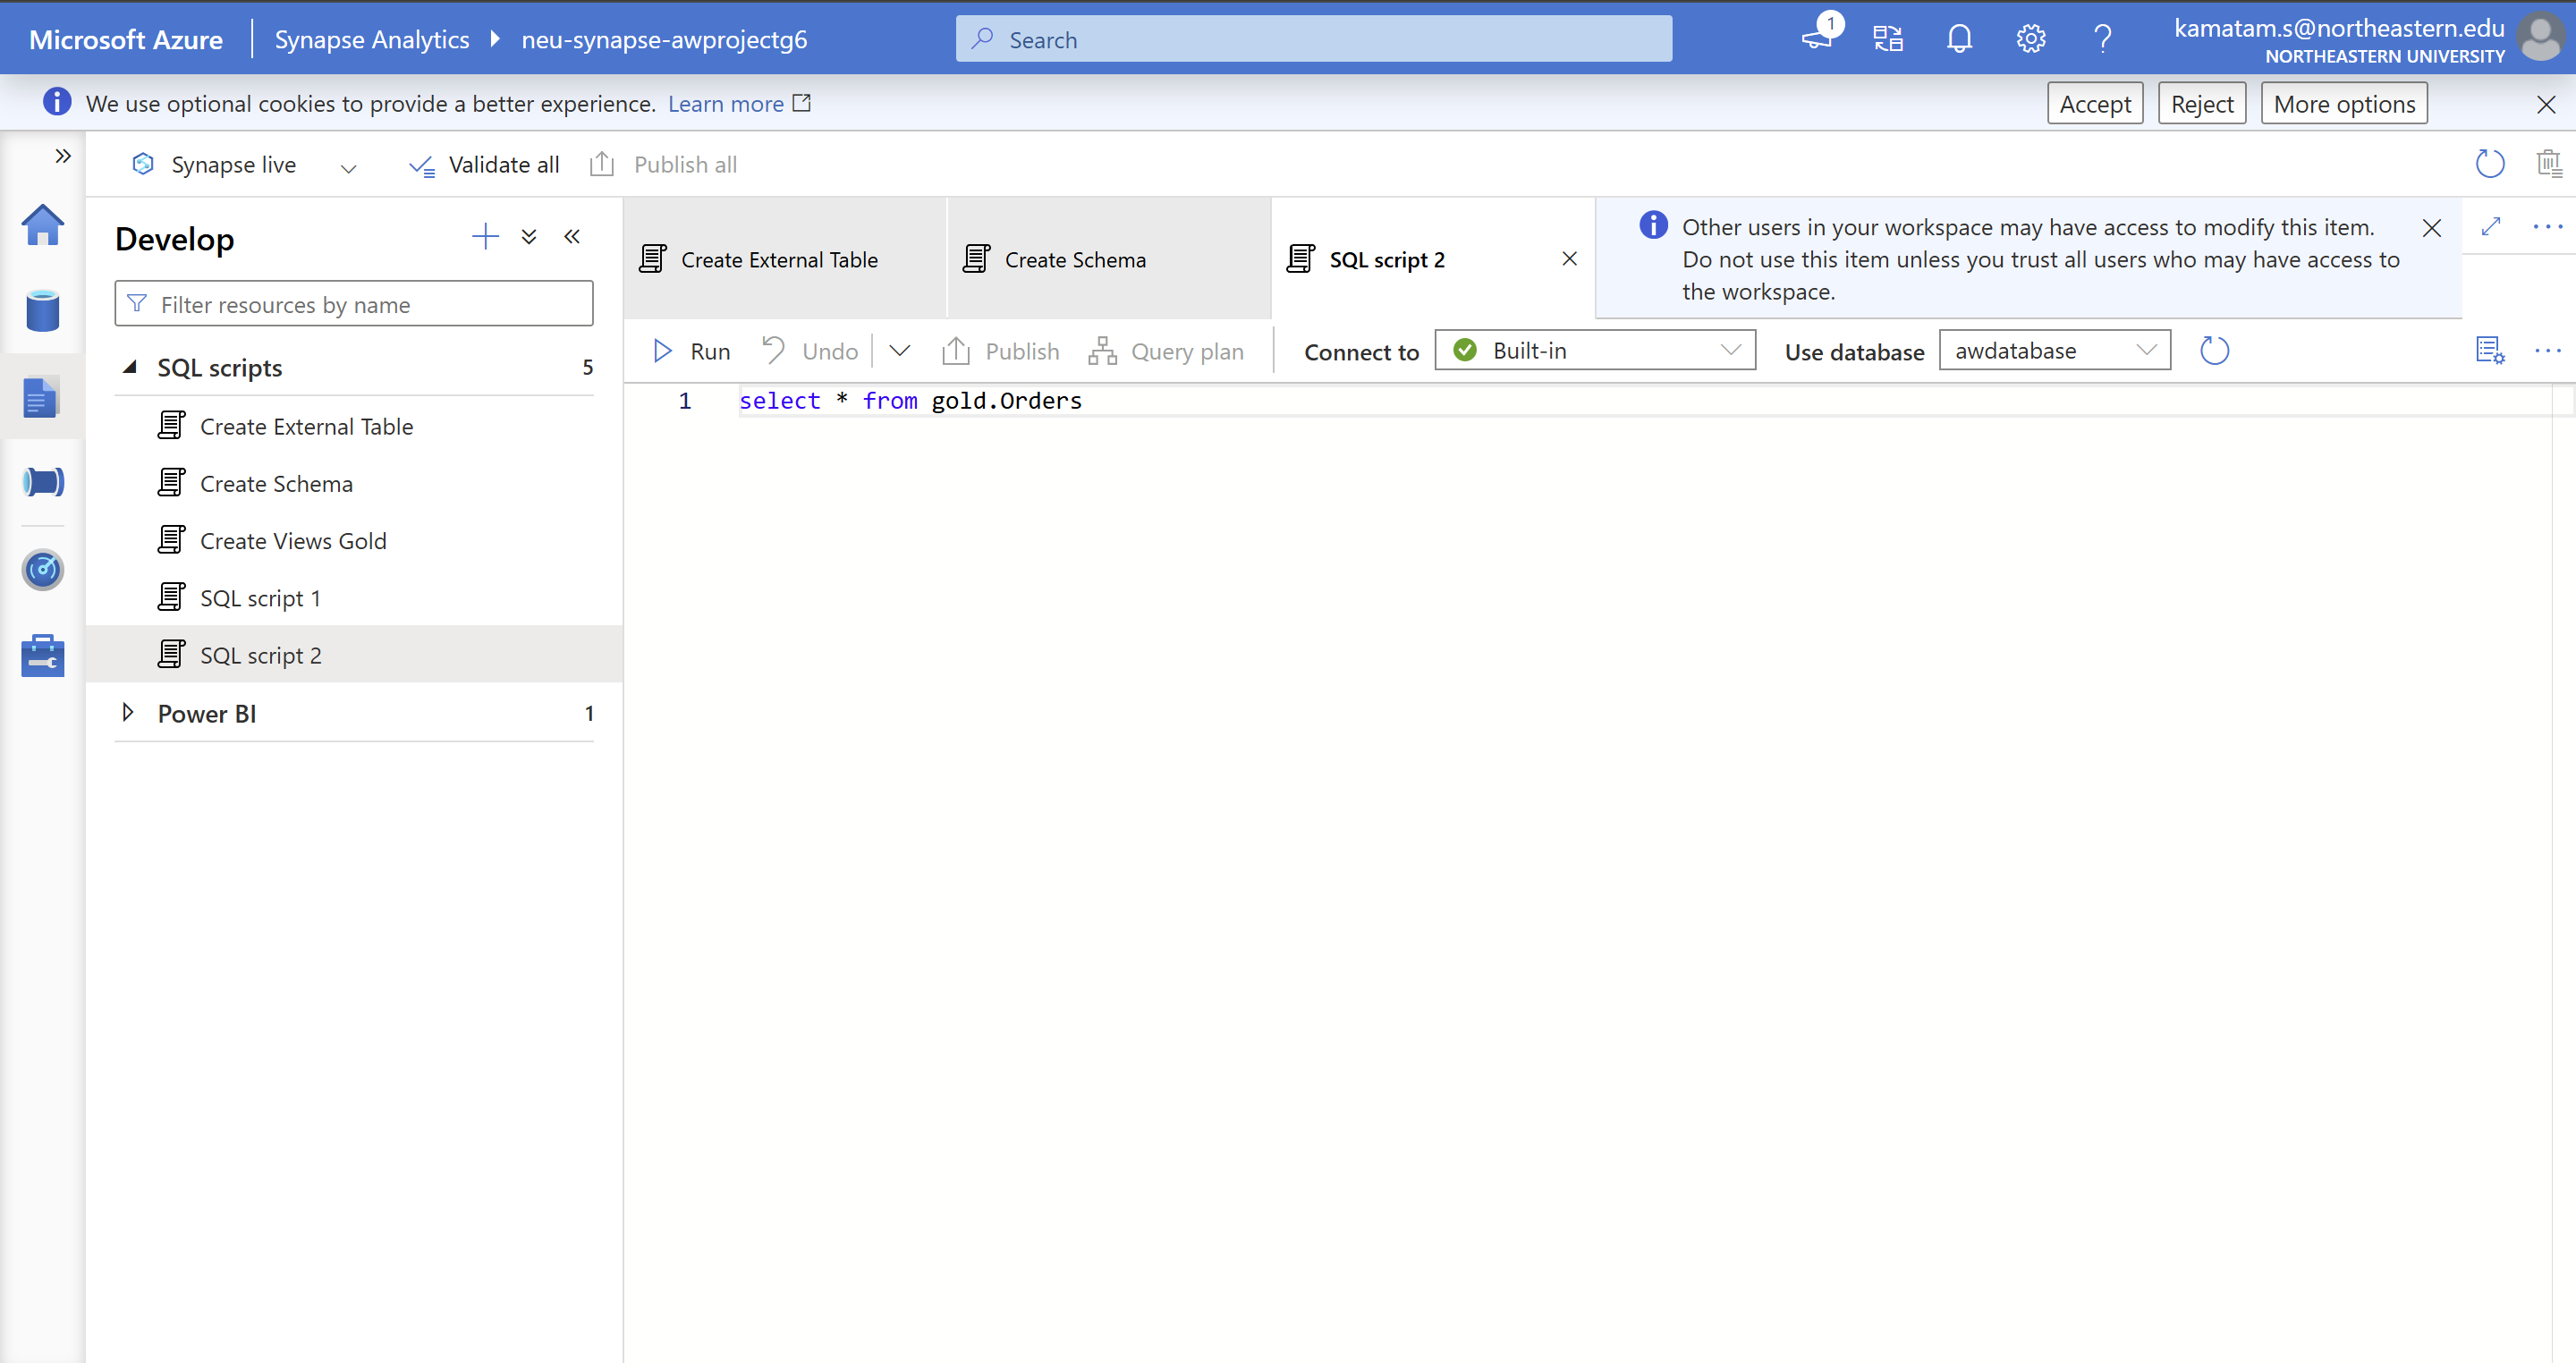 Microsoft Azure
Synapse Analytics
neu-synapse-awprojectg6
Search
1
kamatam.s@northeastern.edu
NORTHEASTERN UNIVERSITY
We use optional cookies to provide a better experience. Learn more
Accept
Reject
More options
Synapse live
Validate all
Publish all
Develop
Filter resources by name
SQL scripts 5
Create External Table
Create Schema
Create Views Gold
SQL script 1
SQL script 2
Power BI 1
Create External Table
Create Schema
SQL script 2
Other users in your workspace may have access to modify this item.
Do not use this item unless you trust all users who may have access to
the workspace.
Run
Undo
Publish
Query plan
Connect to
Built-in
Use database
awdatabase
1 select * from gold.Orders